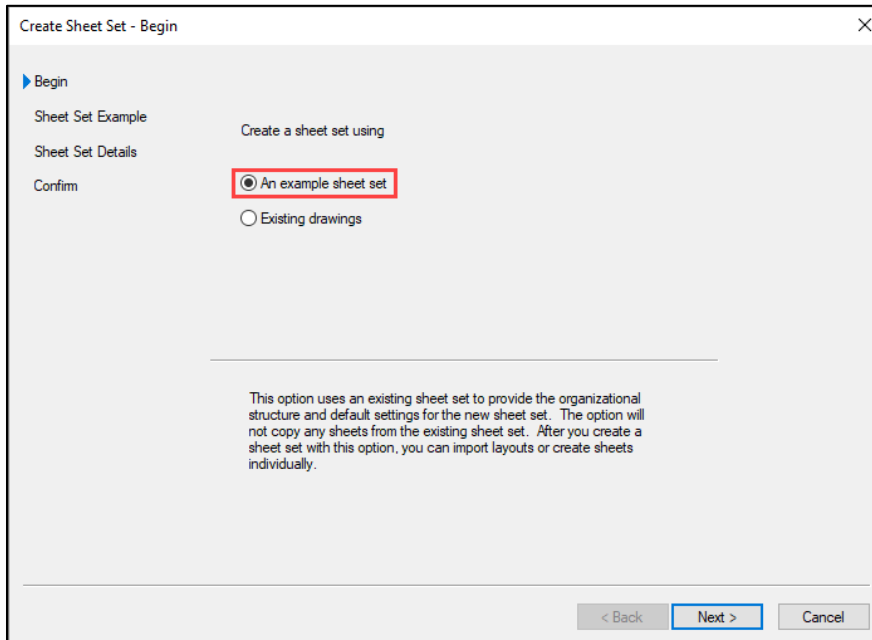 Create Sheet Set - Begin
Begin
Sheet Set Example
Sheet Set Details
Confirm
Create a sheet set using
An example sheet set
Existing drawings
This option uses an existing sheet set to provide the organizational
structure and default settings for the new sheet set. The option will
not copy any sheets from the existing sheet set. After you create a
sheet set with this option, you can import layouts or create sheets
individually.
< Back
Next >
Cancel